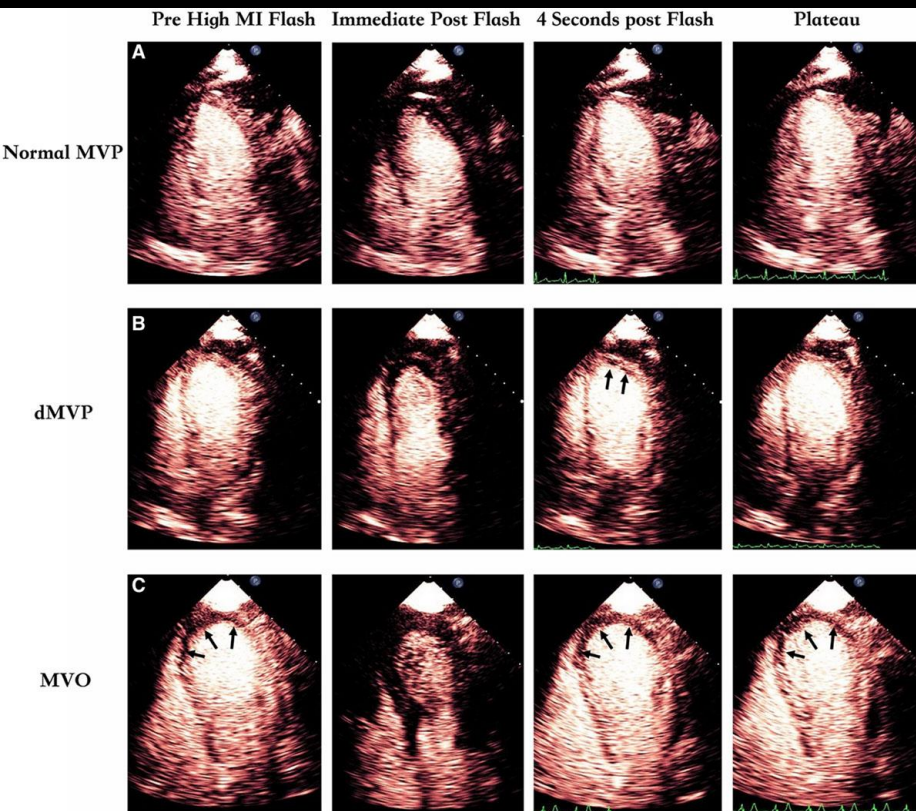 Pre High MI Flash Immediate Post Flash 4 Seconds post Flash Plateau
A
Normal MVP
B
dMVP
C
MVO